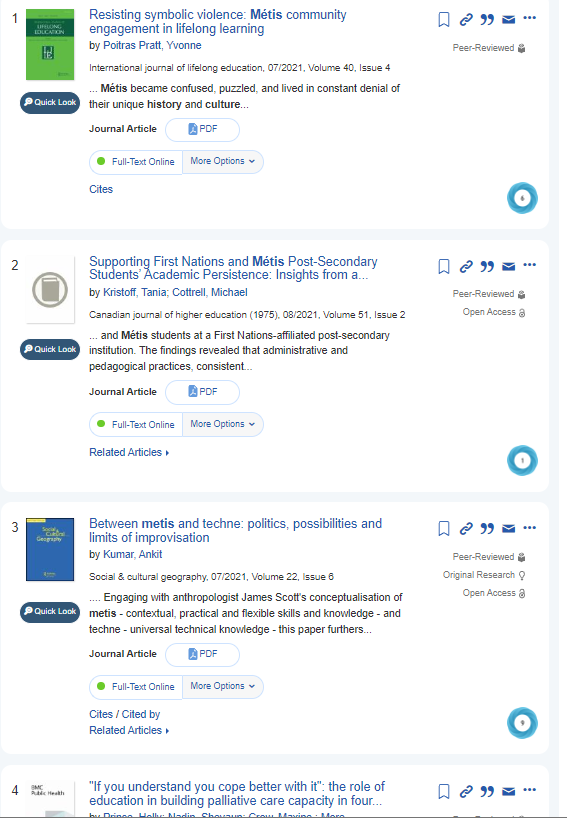 1
LIFELONG
EDUCATION
Resisting symbolic violence: Métis community
engagement in lifelong learning
by Poitras Pratt, Yvonne
Peer-Reviewed
International journal of lifelong education, 07/2021, Volume 40, Issue 4
... Métis became confused, puzzled, and lived in constant denial of
their unique history and culture...
Quick Look
Journal Article PDF
Full-Text Online More Options
Cites
6
2
Supporting First Nations and Métis Post-Secondary
Students' Academic Persistence: Insights from a...
by Kristoff, Tania; Cottrell, Michael
Peer-Reviewed
Open Access
Canadian journal of higher education (1975), 08/2021, Volume 51, Issue 2
... and Métis students at a First Nations-affiliated post-secondary
institution. The findings revealed that administrative and
pedagogical practices, consistent...
Quick Look
Journal Article PDF
Full-Text Online More Options
Related Articles
1
3
Social &
Cultural
Geography
Between metis and techne: politics, possibilities and
limits of improvisation
by Kumar, Ankit
Peer-Reviewed
Original Research
Open Access
Social & cultural geography, 07/2021, Volume 22, Issue 6
.... Engaging with anthropologist James Scott's conceptualisation of
metis - contextual, practical and flexible skills and knowledge - and
techne - universal technical knowledge - this paper furthers...
Quick Look
Journal Article PDF
Full-Text Online More Options
Cites / Cited by
Related Articles
9
4
BMC
Public Health
"If you understand you cope better with it": the role of
education in building palliative care capacity in four...